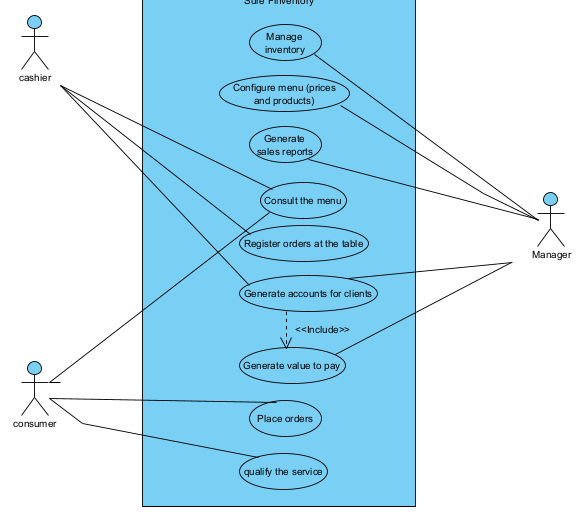 Sure Pinventory
Manage
inventory
cashier
Configure menu (prices
and products)
Generate
sales reports
Consult the menu
Register orders at the table
Manager
Generate accounts for clients
<<Include>>
Generate value to pay
consumer
Place orders
qualify the service